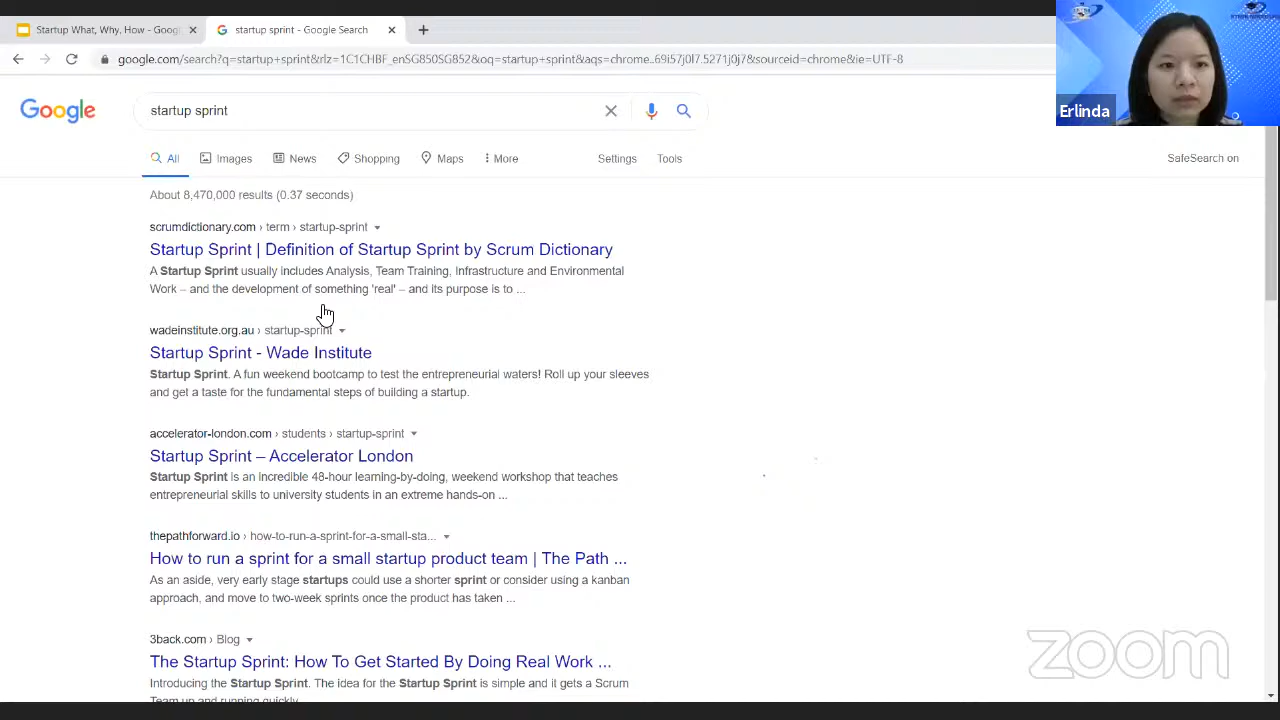 Startup What, Why, How - Googl
startup sprint - Google Search
google.com/search?q=startup+sprint&rlz=1C1CHBF_enSG850SG852&oq=startup+sprint&aqs=chrome..69i57j0l7.5271j0j7&sourceid=chrome&ie=UTF-8
Erlinda
Google
startup sprint
All
Images
News
Shopping
Maps
More
Settings
Tools
SafeSearch on
About 8,470,000 results (0.37 seconds)
scrumdictionary.com › term › startup-sprint
Startup Sprint | Definition of Startup Sprint by Scrum Dictionary
A Startup Sprint usually includes Analysis, Team Training, Infrastructure and Environmental
Work – and the development of something 'real' – and its purpose is to ...
wadeinstitute.org.au › startup-sprint
Startup Sprint - Wade Institute
Startup Sprint. A fun weekend bootcamp to test the entrepreneurial waters! Roll up your sleeves
and get a taste for the fundamental steps of building a startup.
accelerator-london.com › students › startup-sprint
Startup Sprint – Accelerator London
Startup Sprint is an incredible 48-hour learning-by-doing, weekend workshop that teaches
entrepreneurial skills to university students in an extreme hands-on ...
thepathforward.io › how-to-run-a-sprint-for-a-small-sta...
How to run a sprint for a small startup product team | The Path ...
As an aside, very early stage startups could use a shorter sprint or consider using a kanban
approach, and move to two-week sprints once the product has taken ...
3back.com › Blog
The Startup Sprint: How To Get Started By Doing Real Work ...
Introducing the Startup Sprint. The idea for the Startup Sprint is simple and it gets a Scrum
Team up and running quickly.
zoom